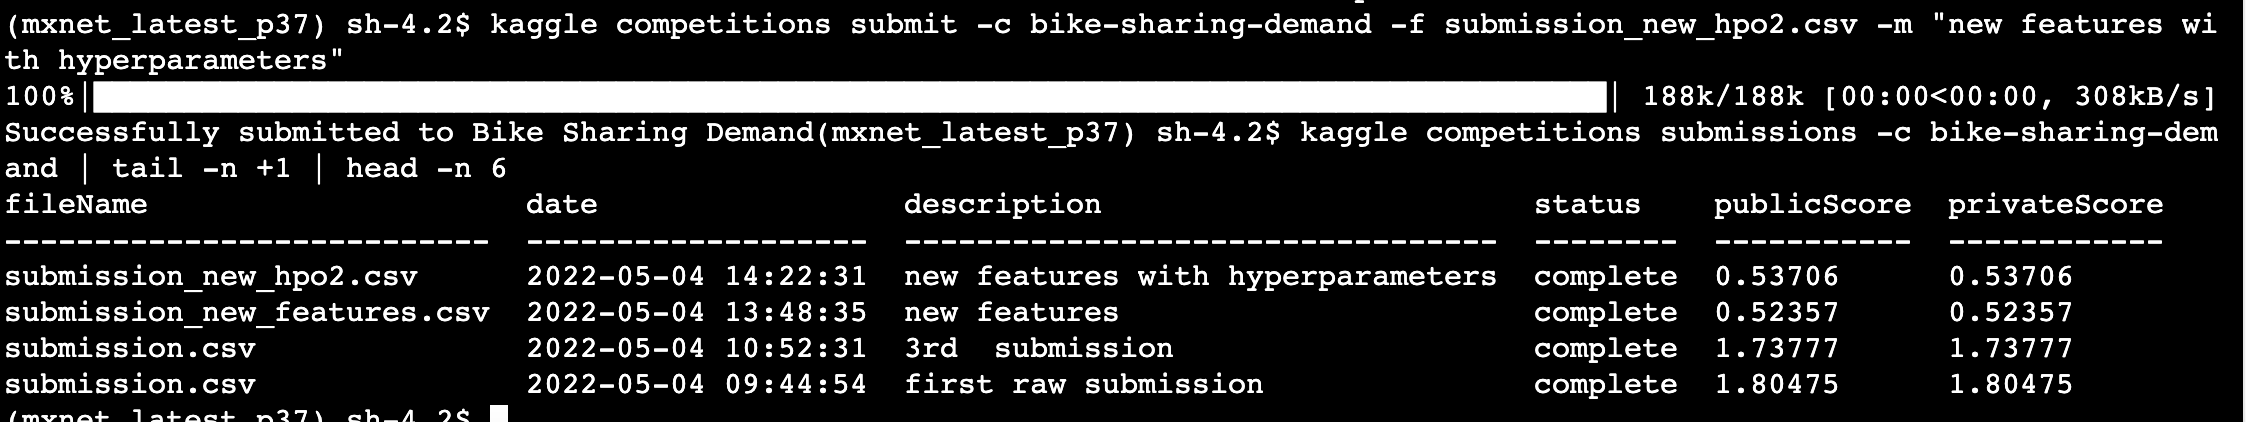 (mxnet_latest_p37) sh-4.2$ kaggle competitions submit -c bike-sharing-demand -f submission_new_hpo2.csv -m "new features wi
th hyperparameters"
100%|██████████████████████████████████████████████████| 188k/188k [00:00<00:00, 308kB/s]
Successfully submitted to Bike Sharing Demand(mxnet_latest_p37) sh-4.2$ kaggle competitions submissions -c bike-sharing-dem
and | tail -n +1 | head -n 6
fileName                     date                 description                        status    publicScore  privateScore
---------------------------  -------------------  ---------------------------------  --------  -----------  ------------
submission_new_hpo2.csv      2022-05-04 14:22:31  new features with hyperparameters  complete  0.53706      0.53706
submission_new_features.csv  2022-05-04 13:48:35  new features                       complete  0.52357      0.52357
submission.csv               2022-05-04 10:52:31  3rd  submission                    complete  1.73777      1.73777
submission.csv               2022-05-04 09:44:54  first raw submission               complete  1.80475      1.80475
(mxnet_latest_p37) sh-4.2$